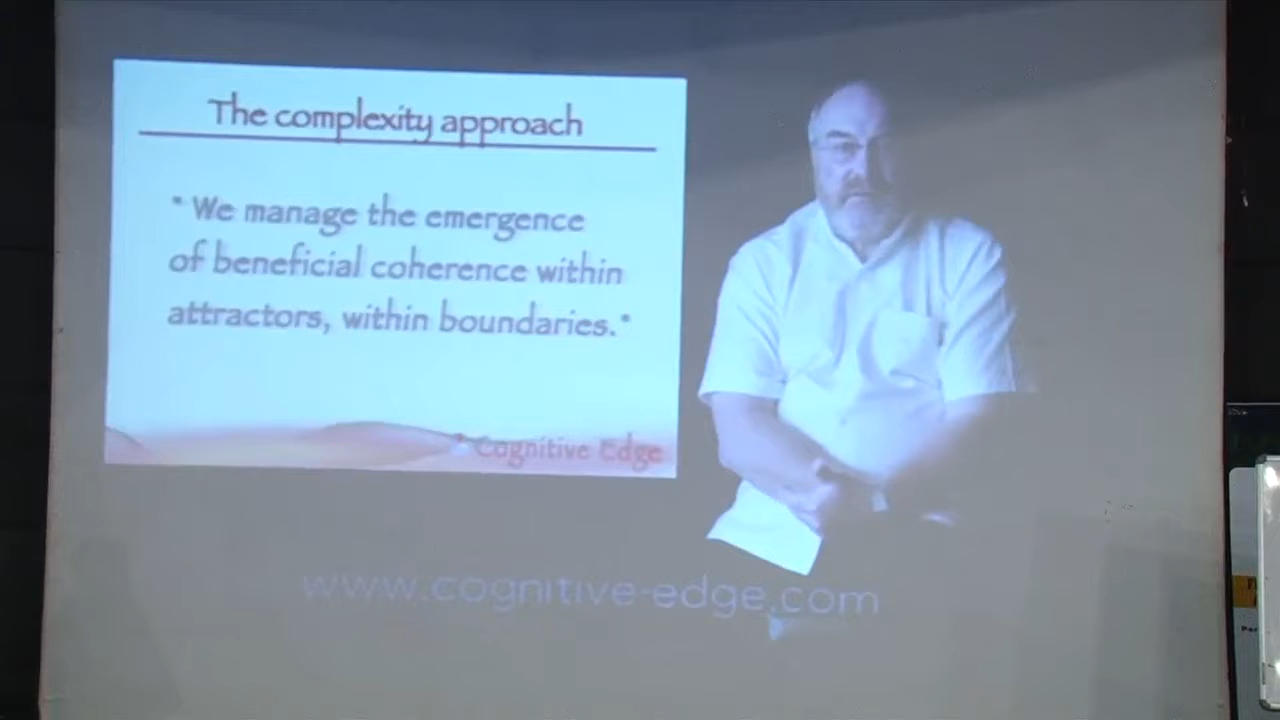 The complexity approach
"We manage the emergence
of beneficial coherence within
attractors, within boundaries."
Cognitive Edge
www.cognitive-edge.com